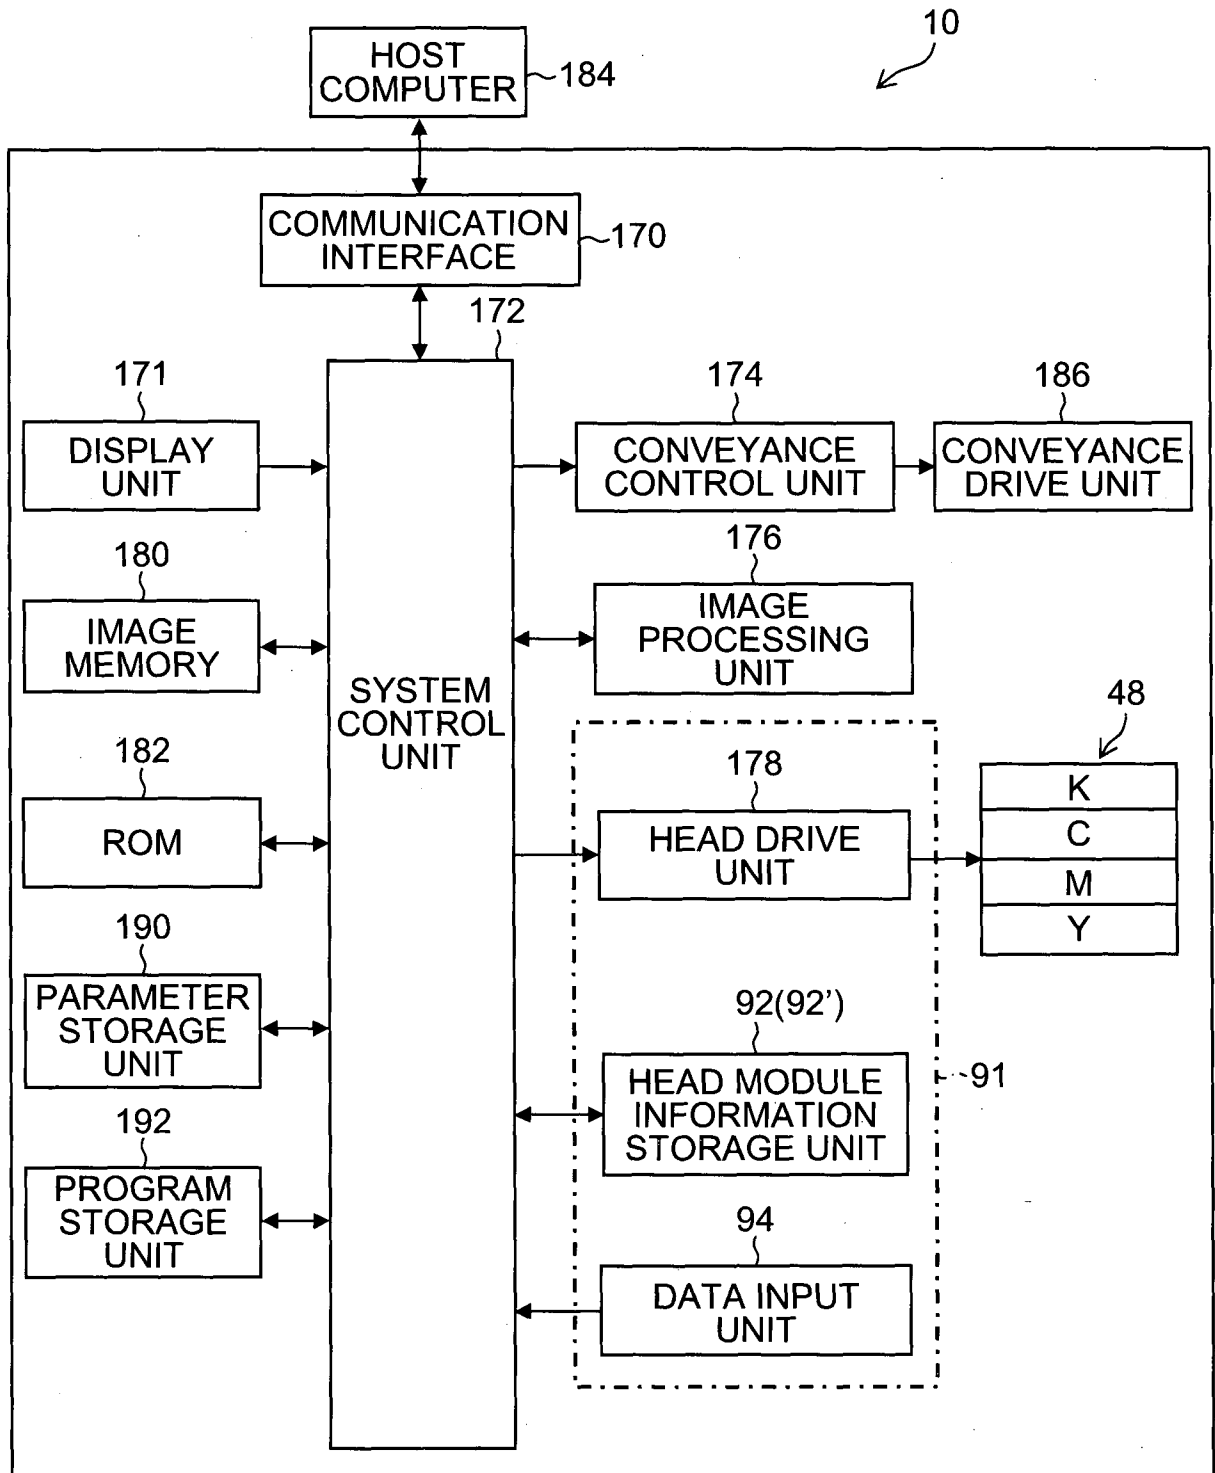 10
HOST
COMPUTER
184
COMMUNICATION
INTERFACE
170
172
171
DISPLAY
UNIT
174
CONVEYANCE
CONTROL UNIT
186
CONVEYANCE
DRIVE UNIT
180
IMAGE
MEMORY
176
IMAGE
PROCESSING
UNIT
SYSTEM
CONTROL
UNIT
182
ROM
178
HEAD DRIVE
UNIT
48
K
C
M
Y
190
PARAMETER
STORAGE
UNIT
92(92')
HEAD MODULE
INFORMATION
STORAGE UNIT
91
192
PROGRAM
STORAGE
UNIT
94
DATA INPUT
UNIT